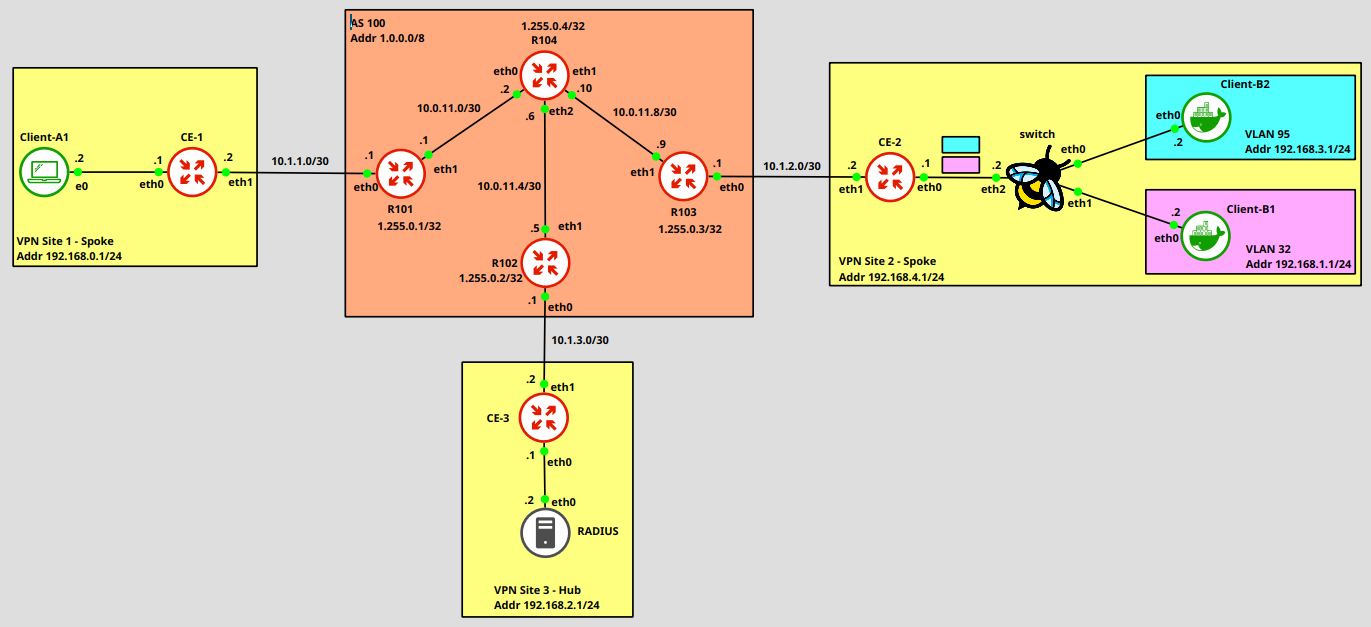 AS 100
Addr 1.0.0.0/8
1.255.0.4/32
R104
eth0
eth1
.2
.10
.6
eth2
10.0.11.0/30
10.0.11.8/30
.1
eth1
.1
eth0
R101
1.255.0.1/32
10.0.11.4/30
.9
eth1
.1
eth0
R103
1.255.0.3/32
.5
eth1
R102
1.255.0.2/32
.1
eth0
Client-A1
.2
e0
CE-1
.1
eth0
.2
eth1
VPN Site 1 - Spoke
Addr 192.168.0.1/24
10.1.1.0/30
10.1.2.0/30
CE-2
.2
eth1
.1
eth0
switch
.2
eth2
eth0
eth1
Client-B2
eth0
.2
VLAN 95
Addr 192.168.3.1/24
Client-B1
.2
eth0
VLAN 32
Addr 192.168.1.1/24
VPN Site 2 - Spoke
Addr 192.168.4.1/24
10.1.3.0/30
.2
eth1
CE-3
.1
eth0
.2
eth0
RADIUS
VPN Site 3 - Hub
Addr 192.168.2.1/24